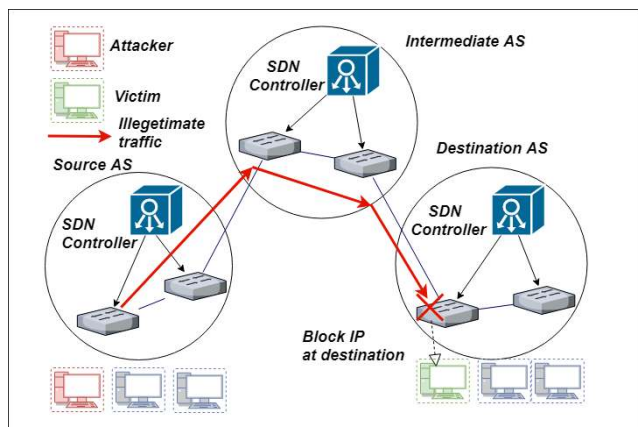 Attacker
Victim
Illegetimate
traffic
Intermediate AS
SDN
Controller
Source AS
SDN
Controller
Destination AS
SDN
Controller
Block IP
at destination